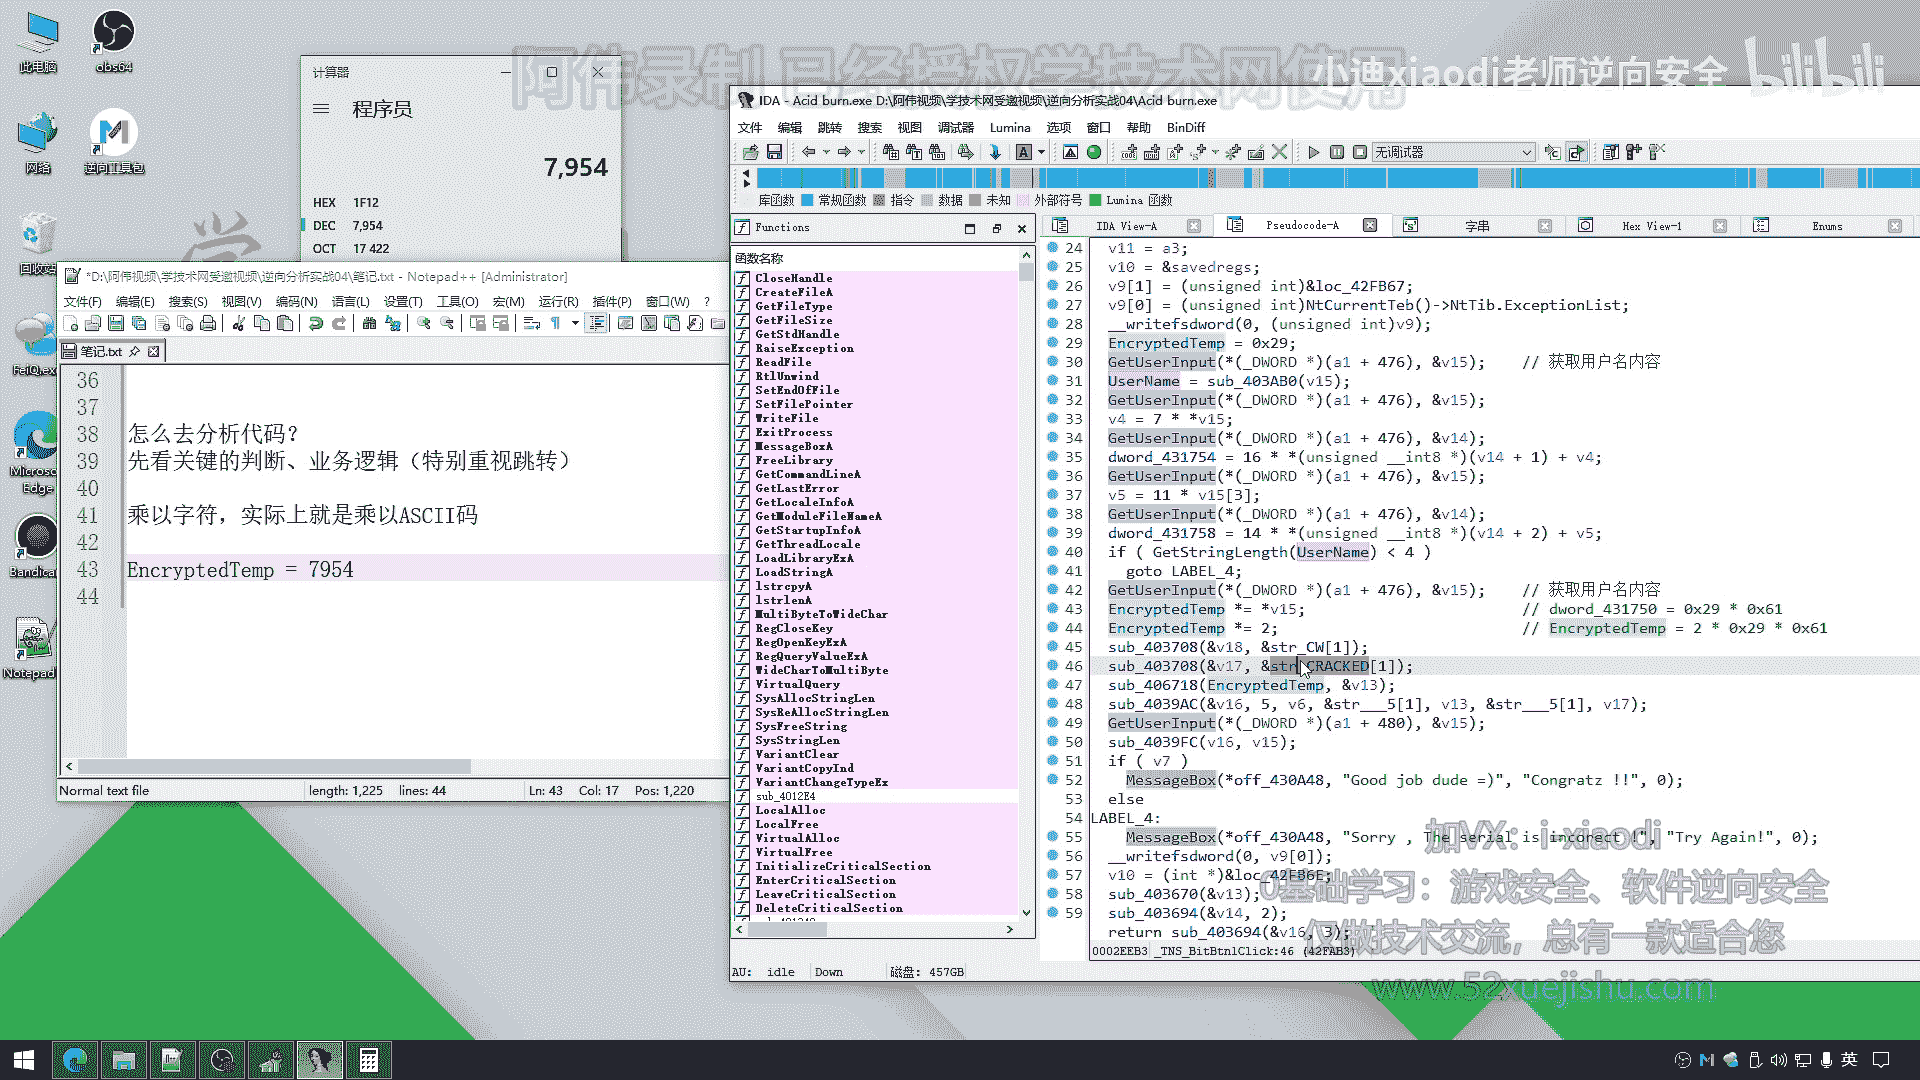 此电脑
obs64
网络
逆向工具包
回收站
FeiQ.exe
Microsoft
Edge
Bandicam
Notepad
计算器
程序员
7,954
HEX 1F12
DEC 7,954
OCT 17 422
阿伟录制 已经授权学技术网使用
小迪xiaodi老师逆向安全
bilibili
*D:\阿伟视频\学技术网受邀视频\逆向分析实战04\笔记.txt - Notepad++ [Administrator]
文件(F) 编辑(E) 搜索(S) 视图(V) 编码(N) 语言(L) 设置(T) 工具(O) 宏(M) 运行(R) 插件(P) 窗口(W) ?
笔记.txt
36
37
38 怎么去分析代码?
39 先看关键的判断、业务逻辑（特别重视跳转）
40
41 乘以字符，实际上就是乘以ASCII码
42
43 EncryptedTemp = 7954
44
Normal text file length: 1,225 lines: 44 Ln: 43 Col: 17 Pos: 1,220
IDA - Acid burn.exe D:\阿伟视频\学技术网受邀视频\逆向分析实战04\Acid burn.exe
文件 编辑 跳转 搜索 视图 调试器 Lumina 选项 窗口 帮助 BinDiff
无调试器
库函数 常规函数 指令 数据 未知 外部符号 Lumina 函数
Functions
函数名称
CloseHandle
CreateFileA
GetFileType
GetFileSize
GetStdHandle
RaiseException
ReadFile
RtlUnwind
SetEndOfFile
SetFilePointer
WriteFile
ExitProcess
MessageBoxA
FreeLibrary
GetCommandLineA
GetLastError
GetLocaleInfoA
GetModuleFileNameA
GetStartupInfoA
GetThreadLocale
LoadLibraryExA
LoadStringA
lstrcpyA
lstrlenA
MultiByteToWideChar
RegCloseKey
RegOpenKeyExA
RegQueryValueExA
WideCharToMultiByte
VirtualQuery
SysAllocStringLen
SysReAllocStringLen
SysFreeString
SysStringLen
VariantClear
VariantCopyInd
VariantChangeTypeEx
sub_4012E4
LocalAlloc
LocalFree
VirtualAlloc
VirtualFree
InitializeCriticalSection
EnterCriticalSection
LeaveCriticalSection
DeleteCriticalSection
IDA View-A Pseudocode-A 字串 Hex View-1 Enums
24 v11 = a3;
25 v10 = &savedregs;
26 v9[1] = (unsigned int)&loc_42FB67;
27 v9[0] = (unsigned int)NtCurrentTeb()->NtTib.ExceptionList;
28 __writefsdword(0, (unsigned int)v9);
29 EncryptedTemp = 0x29;
30 GetUserInput(*(_DWORD *)(a1 + 476), &v15); // 获取用户名内容
31 UserName = sub_403AB0(v15);
32 GetUserInput(*(_DWORD *)(a1 + 476), &v15);
33 v4 = 7 * *v15;
34 GetUserInput(*(_DWORD *)(a1 + 476), &v14);
35 dword_431754 = 16 * *(unsigned __int8 *)(v14 + 1) + v4;
36 GetUserInput(*(_DWORD *)(a1 + 476), &v15);
37 v5 = 11 * v15[3];
38 GetUserInput(*(_DWORD *)(a1 + 476), &v14);
39 dword_431758 = 14 * *(unsigned __int8 *)(v14 + 2) + v5;
40 if ( GetStringLength(UserName) < 4 )
41 goto LABEL_4;
42 GetUserInput(*(_DWORD *)(a1 + 476), &v15); // 获取用户名内容
43 EncryptedTemp *= *v15; // dword_431750 = 0x29 * 0x61
44 EncryptedTemp *= 2; // EncryptedTemp = 2 * 0x29 * 0x61
45 sub_403708(&v18, &str_CW[1]);
46 sub_403708(&v17, &str_CRACKED[1]);
47 sub_406718(EncryptedTemp, &v13);
48 sub_4039AC(&v16, 5, v6, &str___5[1], v13, &str___5[1], v17);
49 GetUserInput(*(_DWORD *)(a1 + 480), &v15);
50 sub_4039FC(v16, v15);
51 if ( v7 )
52 MessageBox(*off_430A48, "Good job dude =)", "Congratz !!", 0);
53 else
54 LABEL_4:
55 MessageBox(*off_430A48, "Sorry , The serial is incorect !", "Try Again!", 0);
56 __writefsdword(0, v9[0]);
57 v10 = (int *)&loc_42FB6E;
58 sub_403670(&v13);
59 sub_403694(&v14, 2);
return sub_403694(&v16, 3);
0002EEB3 _TNS_BitBtn1Click:46 (42FAB3)
AU: idle Down 磁盘: 457GB
加VX: i-xiaodi
0基础学习：游戏安全、软件逆向安全
仅做技术交流，总有一款适合您
www.52xuejishu.com
英